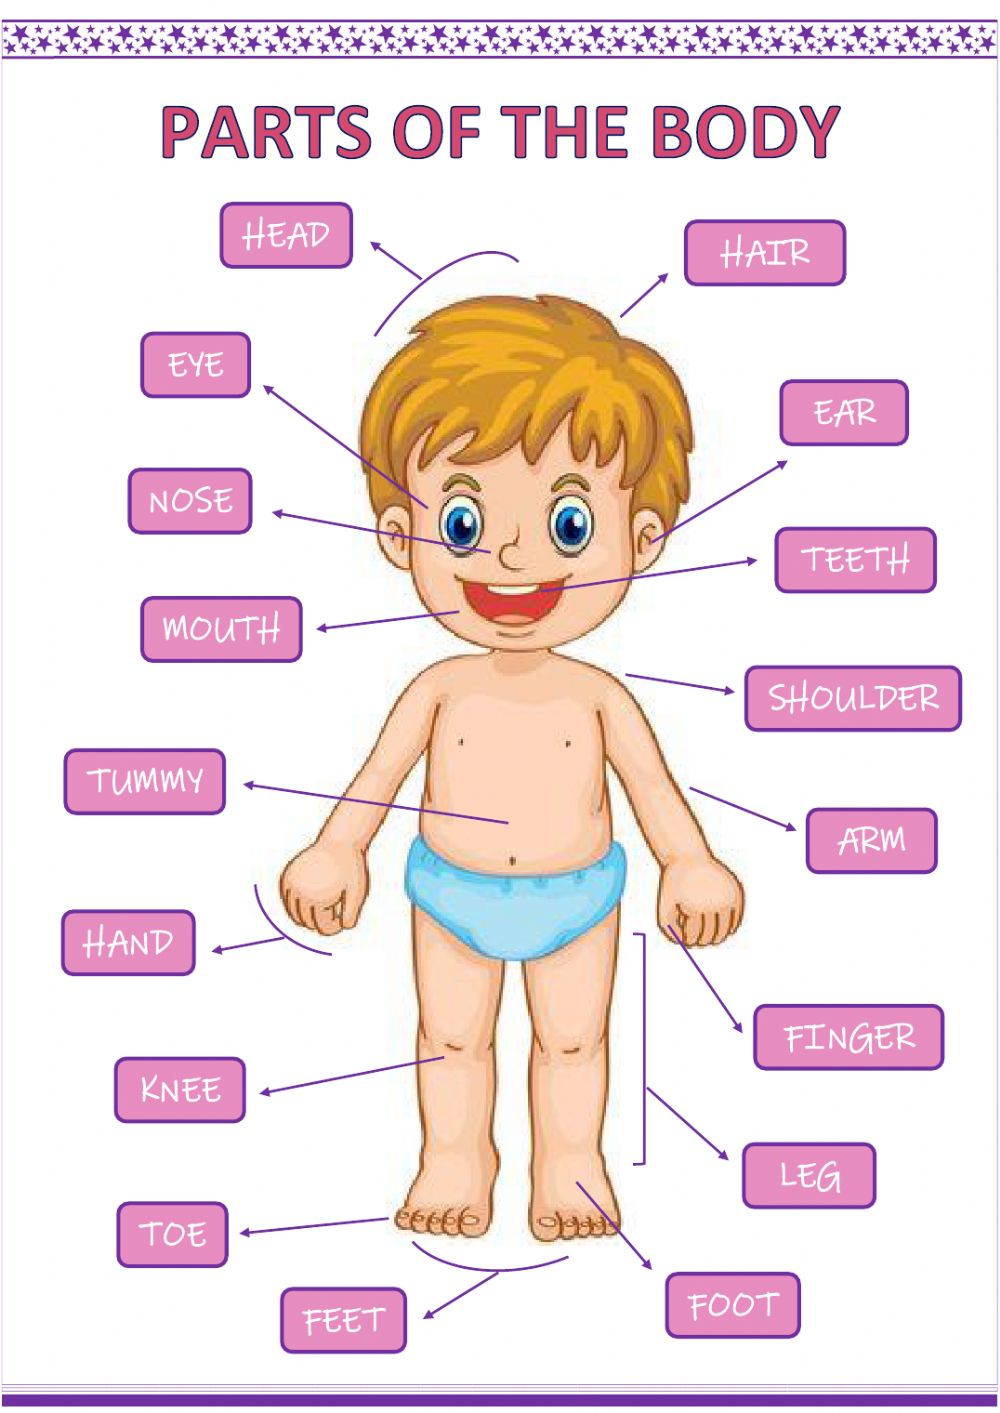 PARTS OF THE BODY
HEAD
HAIR
EYE
EAR
NOSE
TEETH
MOUTH
SHOULDER
TUMMY
ARM
HAND
FINGER
KNEE
LEG
TOE
FOOT
FEET